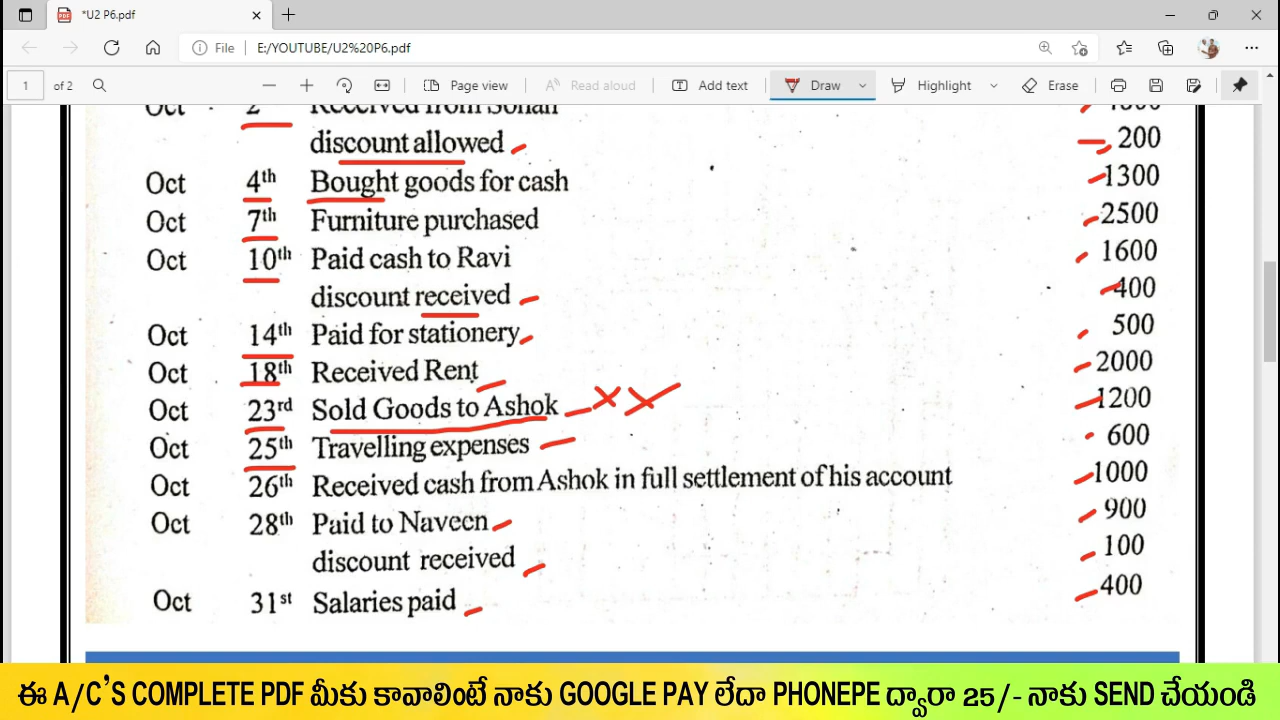 *U2 P6.pdf
File E:/YOUTUBE/U2%20P6.pdf
1 of 2 Page view Read aloud Add text Draw Highlight Erase
Oct 2 Received from Sohan
discount allowed 200
Oct 4th Bought goods for cash 1300
Oct 7th Furniture purchased 2500
Oct 10th Paid cash to Ravi 1600
discount received 400
Oct 14th Paid for stationery 500
Oct 18th Received Rent 2000
Oct 23rd Sold Goods to Ashok 1200
Oct 25th Travelling expenses 600
Oct 26th Received cash from Ashok in full settlement of his account 1000
Oct 28th Paid to Naveen 900
discount received 100
Oct 31st Salaries paid 400
ఈ A/C'S COMPLETE PDF మీకు కావాలింటే నాకు GOOGLE PAY లేదా PHONEPE ద్వారా 25/- నాకు SEND చేయండి